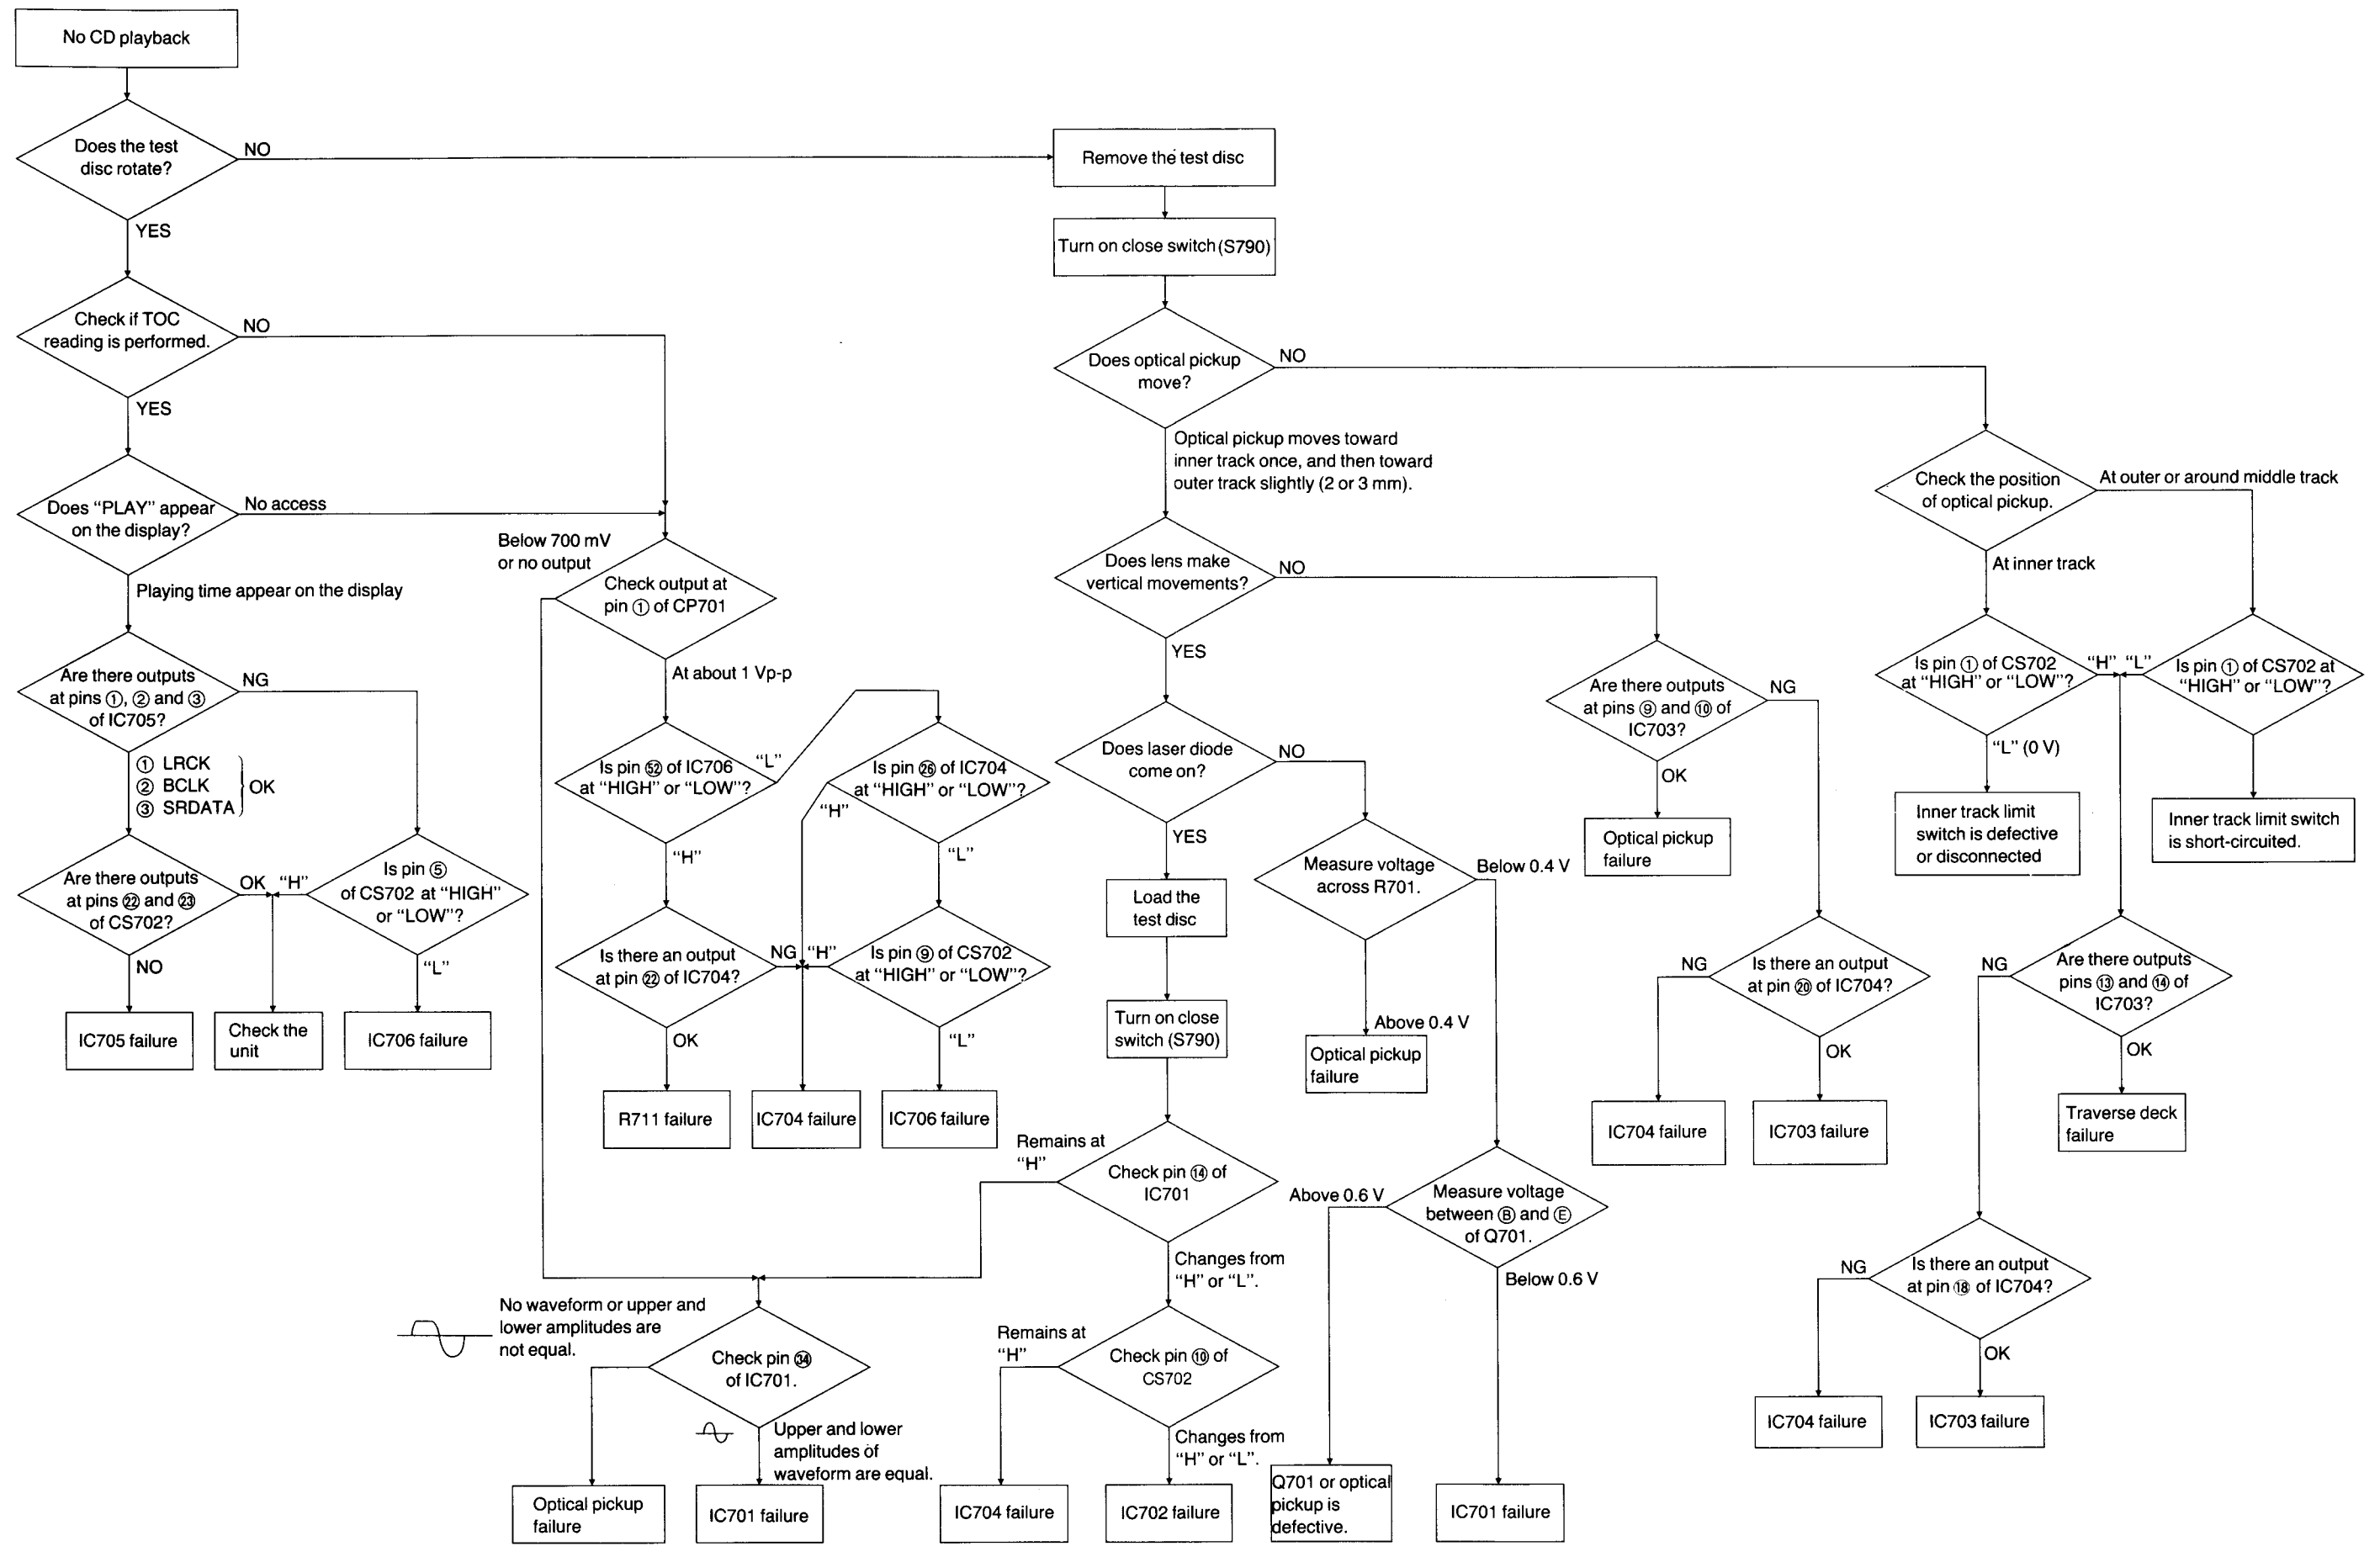 No CD playback
Does the test
disc rotate?
NO
YES
Remove the test disc
Turn on close switch (S790)
Check if TOC
reading is performed.
NO
YES
Does optical pickup
move?
NO
Optical pickup moves toward
inner track once, and then toward
outer track slightly (2 or 3 mm).
Does "PLAY" appear
on the display?
No access
Playing time appear on the display
Check the position
of optical pickup.
At outer or around middle track
At inner track
Below 700 mV
or no output
Check output at
pin ① of CP701
At about 1 Vp-p
Does lens make
vertical movements?
NO
YES
Are there outputs
at pins ①, ② and ③
of IC705?
NG
① LRCK
② BCLK
③ SRDATA
OK
Is pin ㊾ of IC706
at "HIGH" or "LOW"?
"L"
"H"
Is pin ㉖ of IC704
at "HIGH" or "LOW"?
"H"
"L"
Does laser diode
come on?
NO
YES
Are there outputs
at pins ⑨ and ⑩ of
IC703?
NG
OK
Optical pickup
failure
Is pin ① of CS702
at "HIGH" or "LOW"?
"H" "L"
"L" (0 V)
Is pin ① of CS702 at
"HIGH" or "LOW"?
Inner track limit
switch is defective
or disconnected
Inner track limit switch
is short-circuited.
Are there outputs
at pins ㉒ and ㉓
of CS702?
OK "H"
NO
Is pin ⑤
of CS702 at "HIGH"
or "LOW"?
"L"
IC705 failure
Check the
unit
IC706 failure
Is there an output
at pin ㉒ of IC704?
NG "H"
OK
Is pin ⑨ of CS702
at "HIGH" or "LOW"?
"L"
R711 failure
IC704 failure
IC706 failure
Load the
test disc
Turn on close
switch (S790)
Measure voltage
across R701.
Below 0.4 V
Above 0.4 V
Optical pickup
failure
Is there an output
at pin ⑳ of IC704?
NG
OK
IC704 failure
IC703 failure
Are there outputs
pins ⑬ and ⑭ of
IC703?
NG
OK
Traverse deck
failure
Remains at
"H"
Check pin ⑭ of
IC701
Changes from
"H" or "L".
Above 0.6 V
Measure voltage
between Ⓑ and Ⓔ
of Q701.
Below 0.6 V
Is there an output
at pin ⑱ of IC704?
NG
OK
IC704 failure
IC703 failure
No waveform or upper and
lower amplitudes are
not equal.
Check pin ㉞
of IC701.
Upper and lower
amplitudes of
waveform are equal.
Optical pickup
failure
IC701 failure
Remains at
"H"
Check pin ⑩ of
CS702
Changes from
"H" or "L".
IC704 failure
IC702 failure
Q701 or optical
pickup is
defective.
IC701 failure